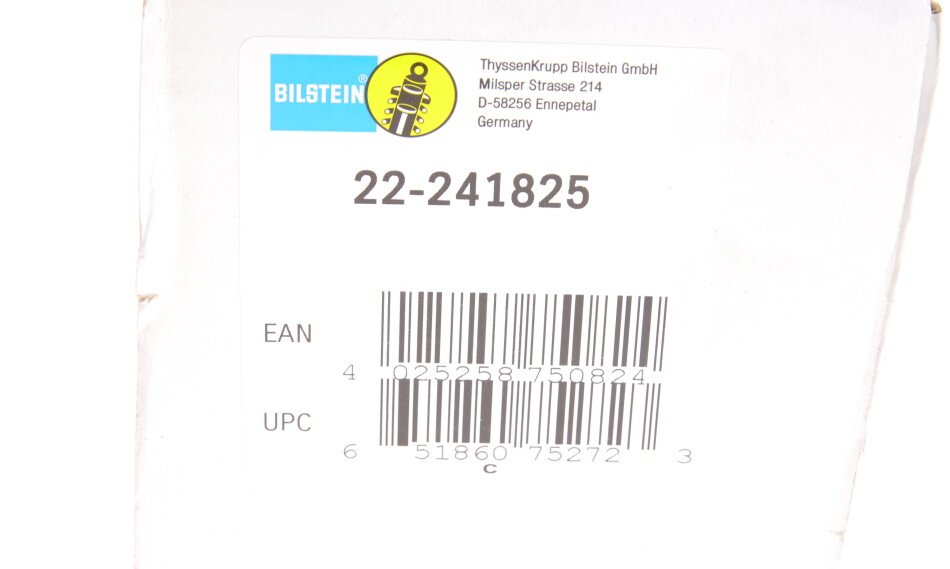 BILSTEIN®
ThyssenKrupp Bilstein GmbH
Milsper Strasse 214
D-58256 Ennepetal
Germany
22-241825
EAN
4 025258 750824
UPC
6 51860 75272 3
C